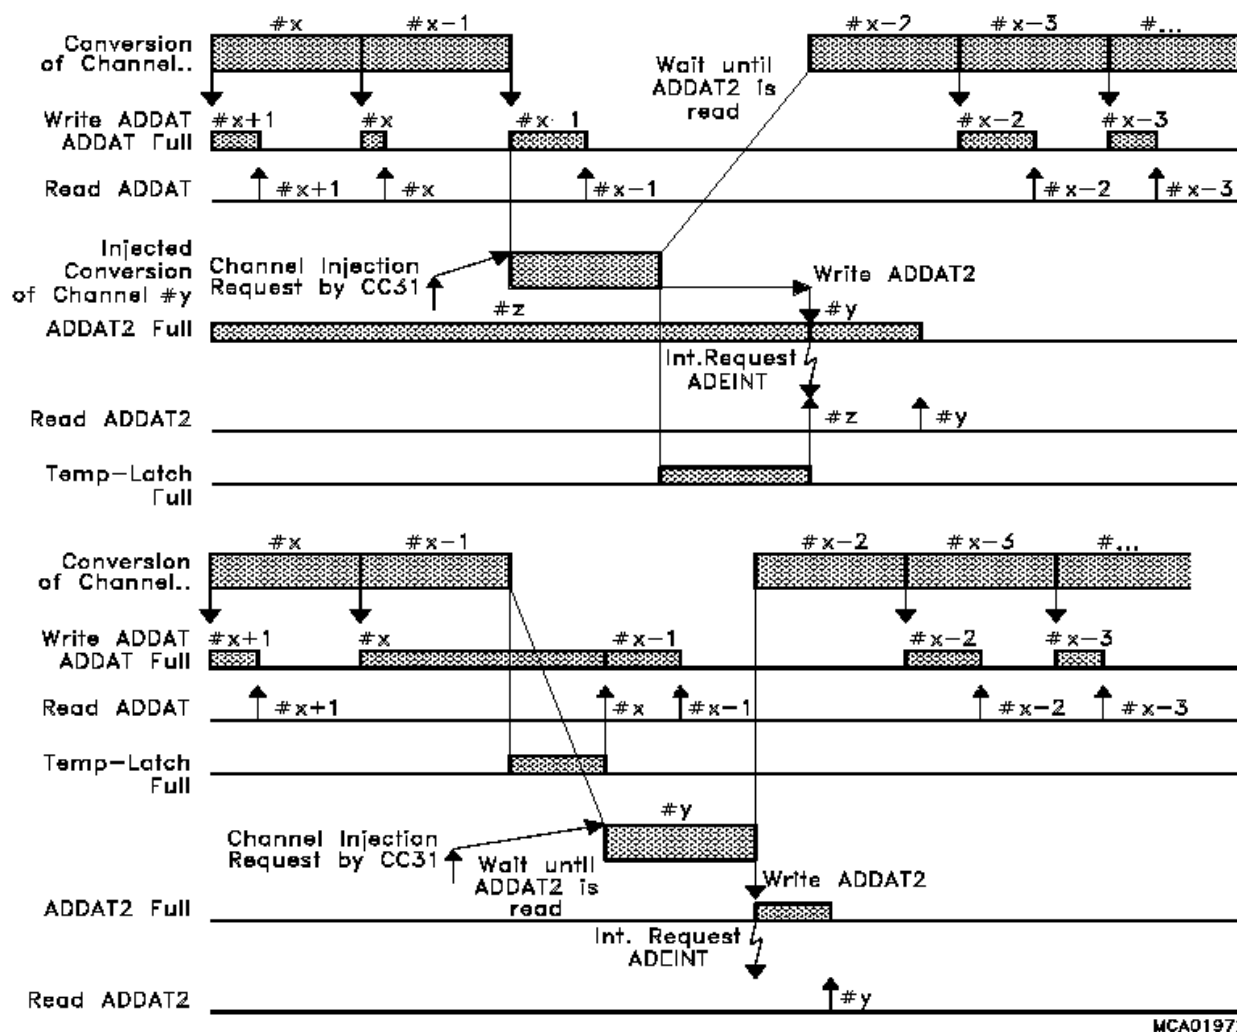 #x #x-1 #x-2 #x-3 #...
Conversion
of Channel..
Wait until
ADDAT2 is
read
Write ADDAT
ADDAT Full
#x+1 #x #x-1 #x-2 #x-3
Read ADDAT
#x+1 #x #x-1 #x-2 #x-3
Injected
Conversion
of Channel #y
Channel Injection
Request by CC31
Write ADDAT2
#z #y
ADDAT2 Full
Int.Request
ADEINT
Read ADDAT2
#z #y
Temp-Latch
Full
#x #x-1 #x-2 #x-3 #...
Conversion
of Channel..
Write ADDAT
ADDAT Full
#x+1 #x #x-1 #x-2 #x-3
Read ADDAT
#x+1 #x #x-1 #x-2 #x-3
Temp-Latch
Full
#y
Channel Injection
Request by CC31
Wait until
ADDAT2 is
read
Write ADDAT2
ADDAT2 Full
Int. Request
ADEINT
Read ADDAT2
#y